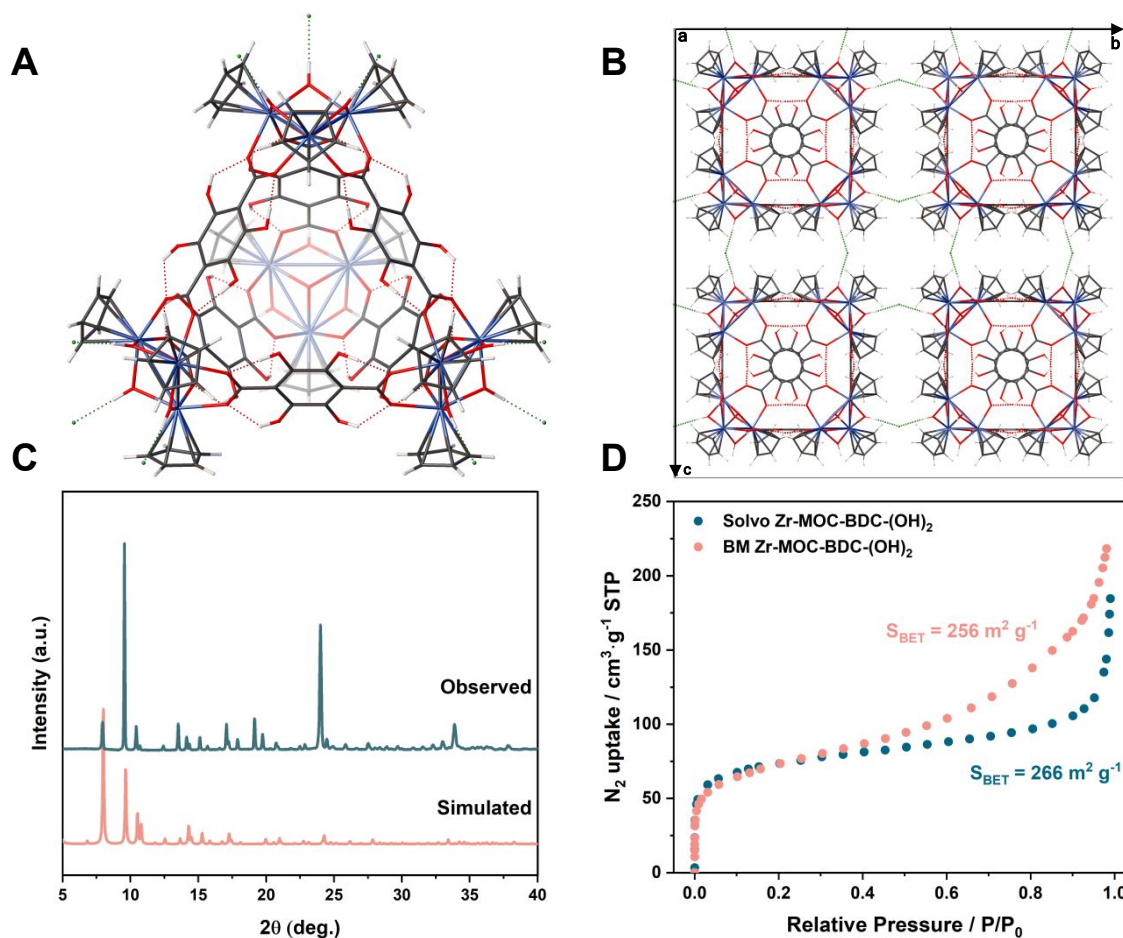 A
B
a
b
c
C
D
Intensity (a.u.)
Observed
Simulated
5 10 15 20 25 30 35 40
2θ (deg.)
N₂ uptake / cm³·g⁻¹ STP
250
200
150
100
50
0
Solvo Zr-MOC-BDC-(OH)₂
BM Zr-MOC-BDC-(OH)₂
S_BET = 256 m² g⁻¹
S_BET = 266 m² g⁻¹
0.0 0.2 0.4 0.6 0.8 1.0
Relative Pressure / P/P₀